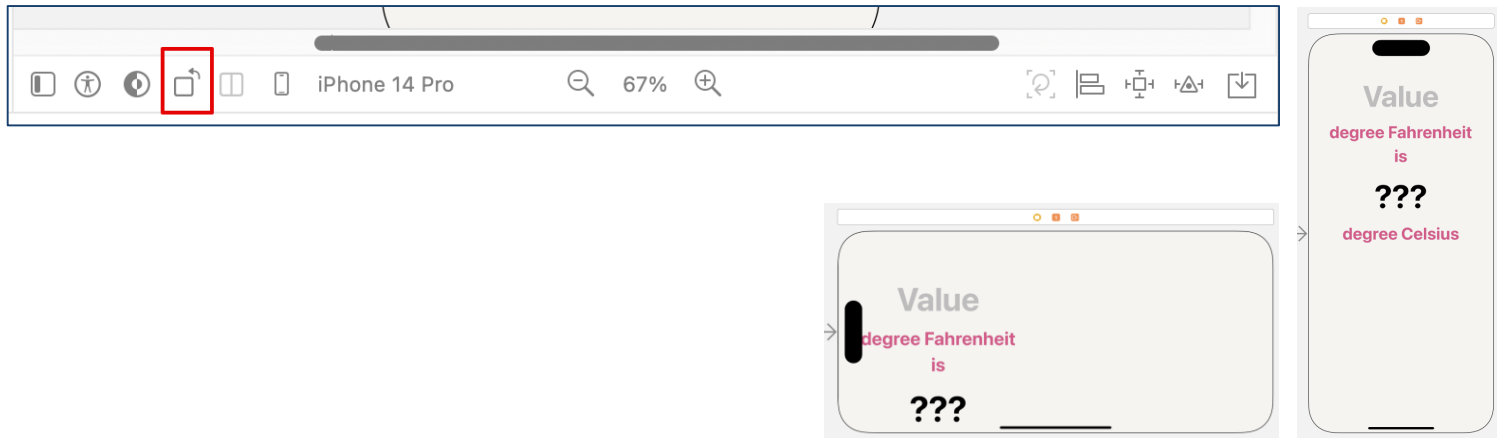 iPhone 14 Pro
67%
Value
degree Fahrenheit
is
???
degree Celsius
Value
degree Fahrenheit
is
???